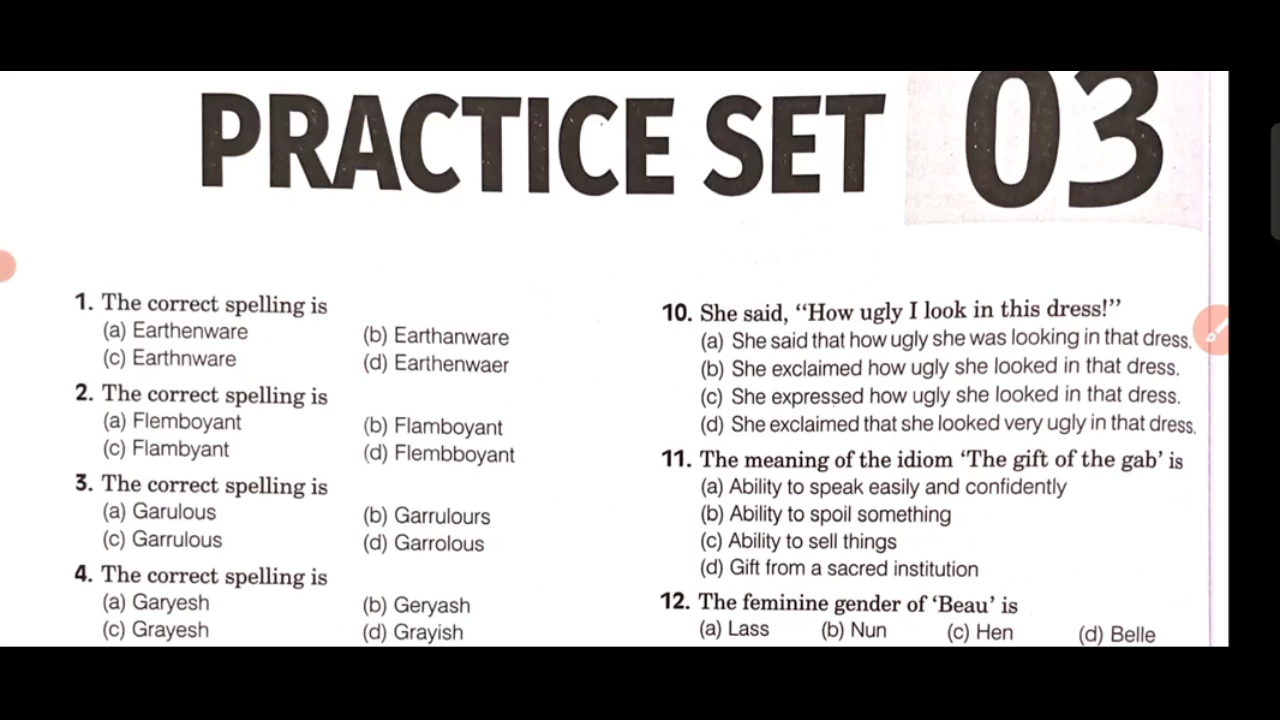 PRACTICE SET 03
1. The correct spelling is
(a) Earthenware (b) Earthanware
(c) Earthnware (d) Earthenwaer
2. The correct spelling is
(a) Flemboyant (b) Flamboyant
(c) Flambyant (d) Flembboyant
3. The correct spelling is
(a) Garulous (b) Garrulours
(c) Garrulous (d) Garrolous
4. The correct spelling is
(a) Garyesh (b) Geryash
(c) Grayesh (d) Grayish
10. She said, “How ugly I look in this dress!”
(a) She said that how ugly she was looking in that dress.
(b) She exclaimed how ugly she looked in that dress.
(c) She expressed how ugly she looked in that dress.
(d) She exclaimed that she looked very ugly in that dress.
11. The meaning of the idiom ‘The gift of the gab’ is
(a) Ability to speak easily and confidently
(b) Ability to spoil something
(c) Ability to sell things
(d) Gift from a sacred institution
12. The feminine gender of ‘Beau’ is
(a) Lass (b) Nun (c) Hen (d) Belle